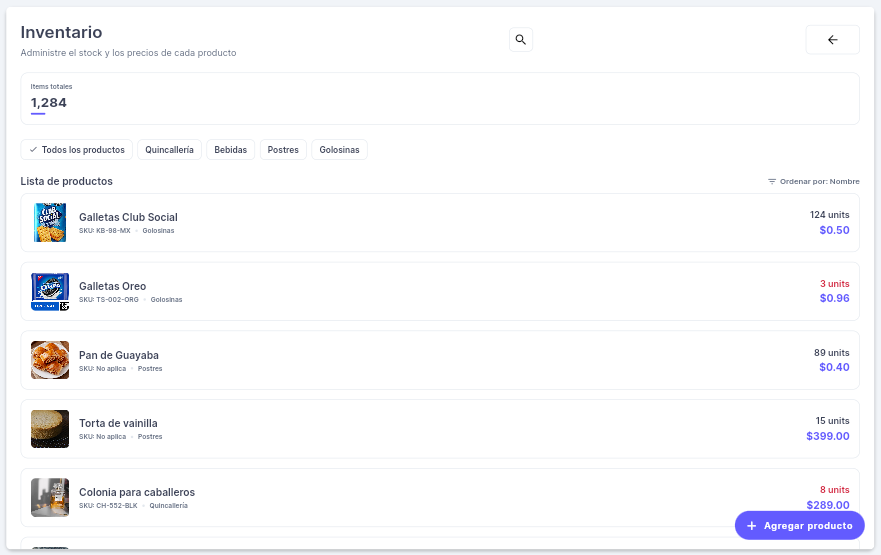 Inventario
Administre el stock y los precios de cada producto
Items totales
1,284
Todos los productos
Quincallería
Bebidas
Postres
Golosinas
Lista de productos
Ordenar por: Nombre
CLUB SOCIAL
Galletas Club Social
SKU: KB-98-MX · Golosinas
124 units
$0.50
OREO
Galletas Oreo
SKU: TS-002-ORG · Golosinas
3 units
$0.96
Pan de Guayaba
SKU: No aplica · Postres
89 units
$0.40
Torta de vainilla
SKU: No aplica · Postres
15 units
$399.00
Colonia para caballeros
SKU: CH-552-BLK · Quincallería
8 units
$289.00
Agregar producto